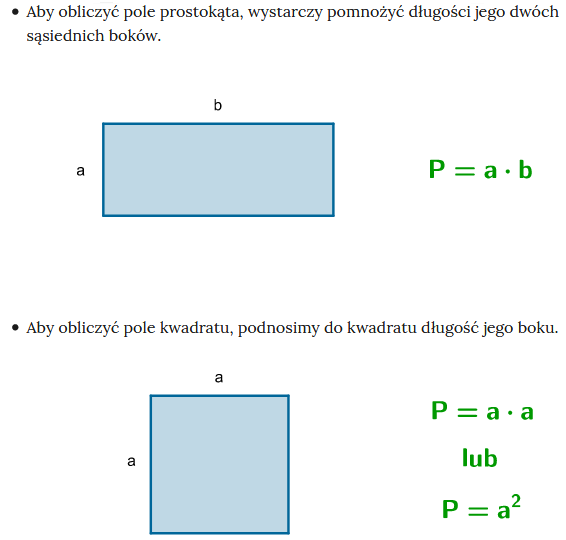 • Aby obliczyć pole prostokąta, wystarczy pomnożyć długości jego dwóch
sąsiednich boków.
b
a
P = a · b
• Aby obliczyć pole kwadratu, podnosimy do kwadratu długość jego boku.
a
P = a · a
a
lub
P = a²